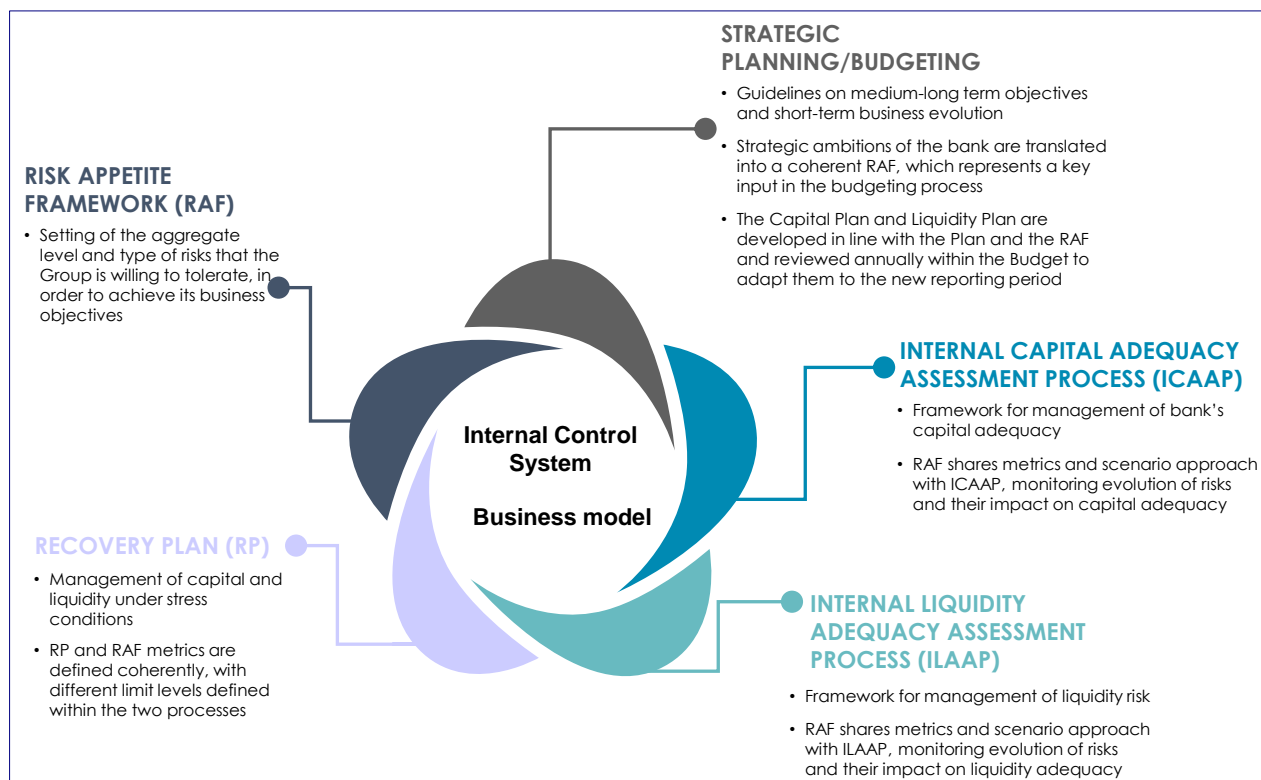 STRATEGIC
PLANNING/BUDGETING
• Guidelines on medium-long term objectives
and short-term business evolution
• Strategic ambitions of the bank are translated
into a coherent RAF, which represents a key
input in the budgeting process
• The Capital Plan and Liquidity Plan are
developed in line with the Plan and the RAF
and reviewed annually within the Budget to
adapt them to the new reporting period
RISK APPETITE
FRAMEWORK (RAF)
• Setting of the aggregate
level and type of risks that the
Group is willing to tolerate, in
order to achieve its business
objectives
INTERNAL CAPITAL ADEQUACY
ASSESSMENT PROCESS (ICAAP)
• Framework for management of bank's
capital adequacy
• RAF shares metrics and scenario approach
with ICAAP, monitoring evolution of risks
and their impact on capital adequacy
Internal Control
System
Business model
RECOVERY PLAN (RP)
• Management of capital and
liquidity under stress
conditions
• RP and RAF metrics are
defined coherently, with
different limit levels defined
within the two processes
INTERNAL LIQUIDITY
ADEQUACY ASSESSMENT
PROCESS (ILAAP)
• Framework for management of liquidity risk
• RAF shares metrics and scenario approach
with ILAAP, monitoring evolution of risks
and their impact on liquidity adequacy